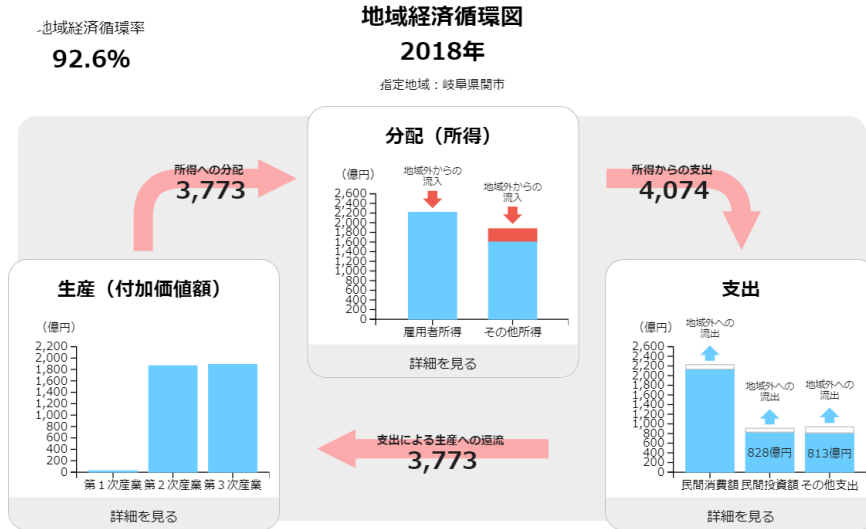 地域経済循環図
2018年
指定地域：岐阜県関市
地域経済循環率
92.6%
所得への分配
3,773
分配（所得）
（億円）
地域外からの
流入
地域外からの
流入
2,600
2,400
2,200
2,000
1,800
1,600
1,400
1,200
1,000
800
600
400
200
0
雇用者所得
その他所得
詳細を見る
所得からの支出
4,074
生産（付加価値額）
（億円）
2,200
2,000
1,800
1,600
1,400
1,200
1,000
800
600
400
200
0
第１次産業
第２次産業
第３次産業
詳細を見る
支出による生産への還流
3,773
支出
（億円）
地域外への
流出
地域外への
流出
地域外への
流出
2,600
2,400
2,200
2,000
1,800
1,600
1,400
1,200
1,000
800
600
400
200
0
828億円
813億円
民間消費額
民間投資額
その他支出
詳細を見る